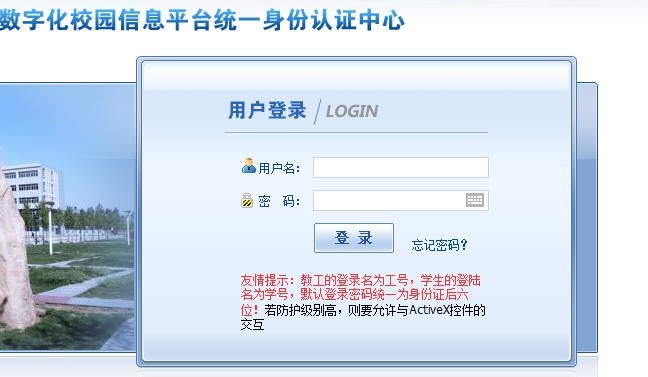 数字化校园信息平台统一身份认证中心
用户登录 / LOGIN
用户名：
密 码：
登 录
忘记密码？
友情提示：教工的登录名为工号，学生的登陆
名为学号，默认登录密码统一为身份证后六
位！若防护级别高，则要允许与ActiveX控件的
交互